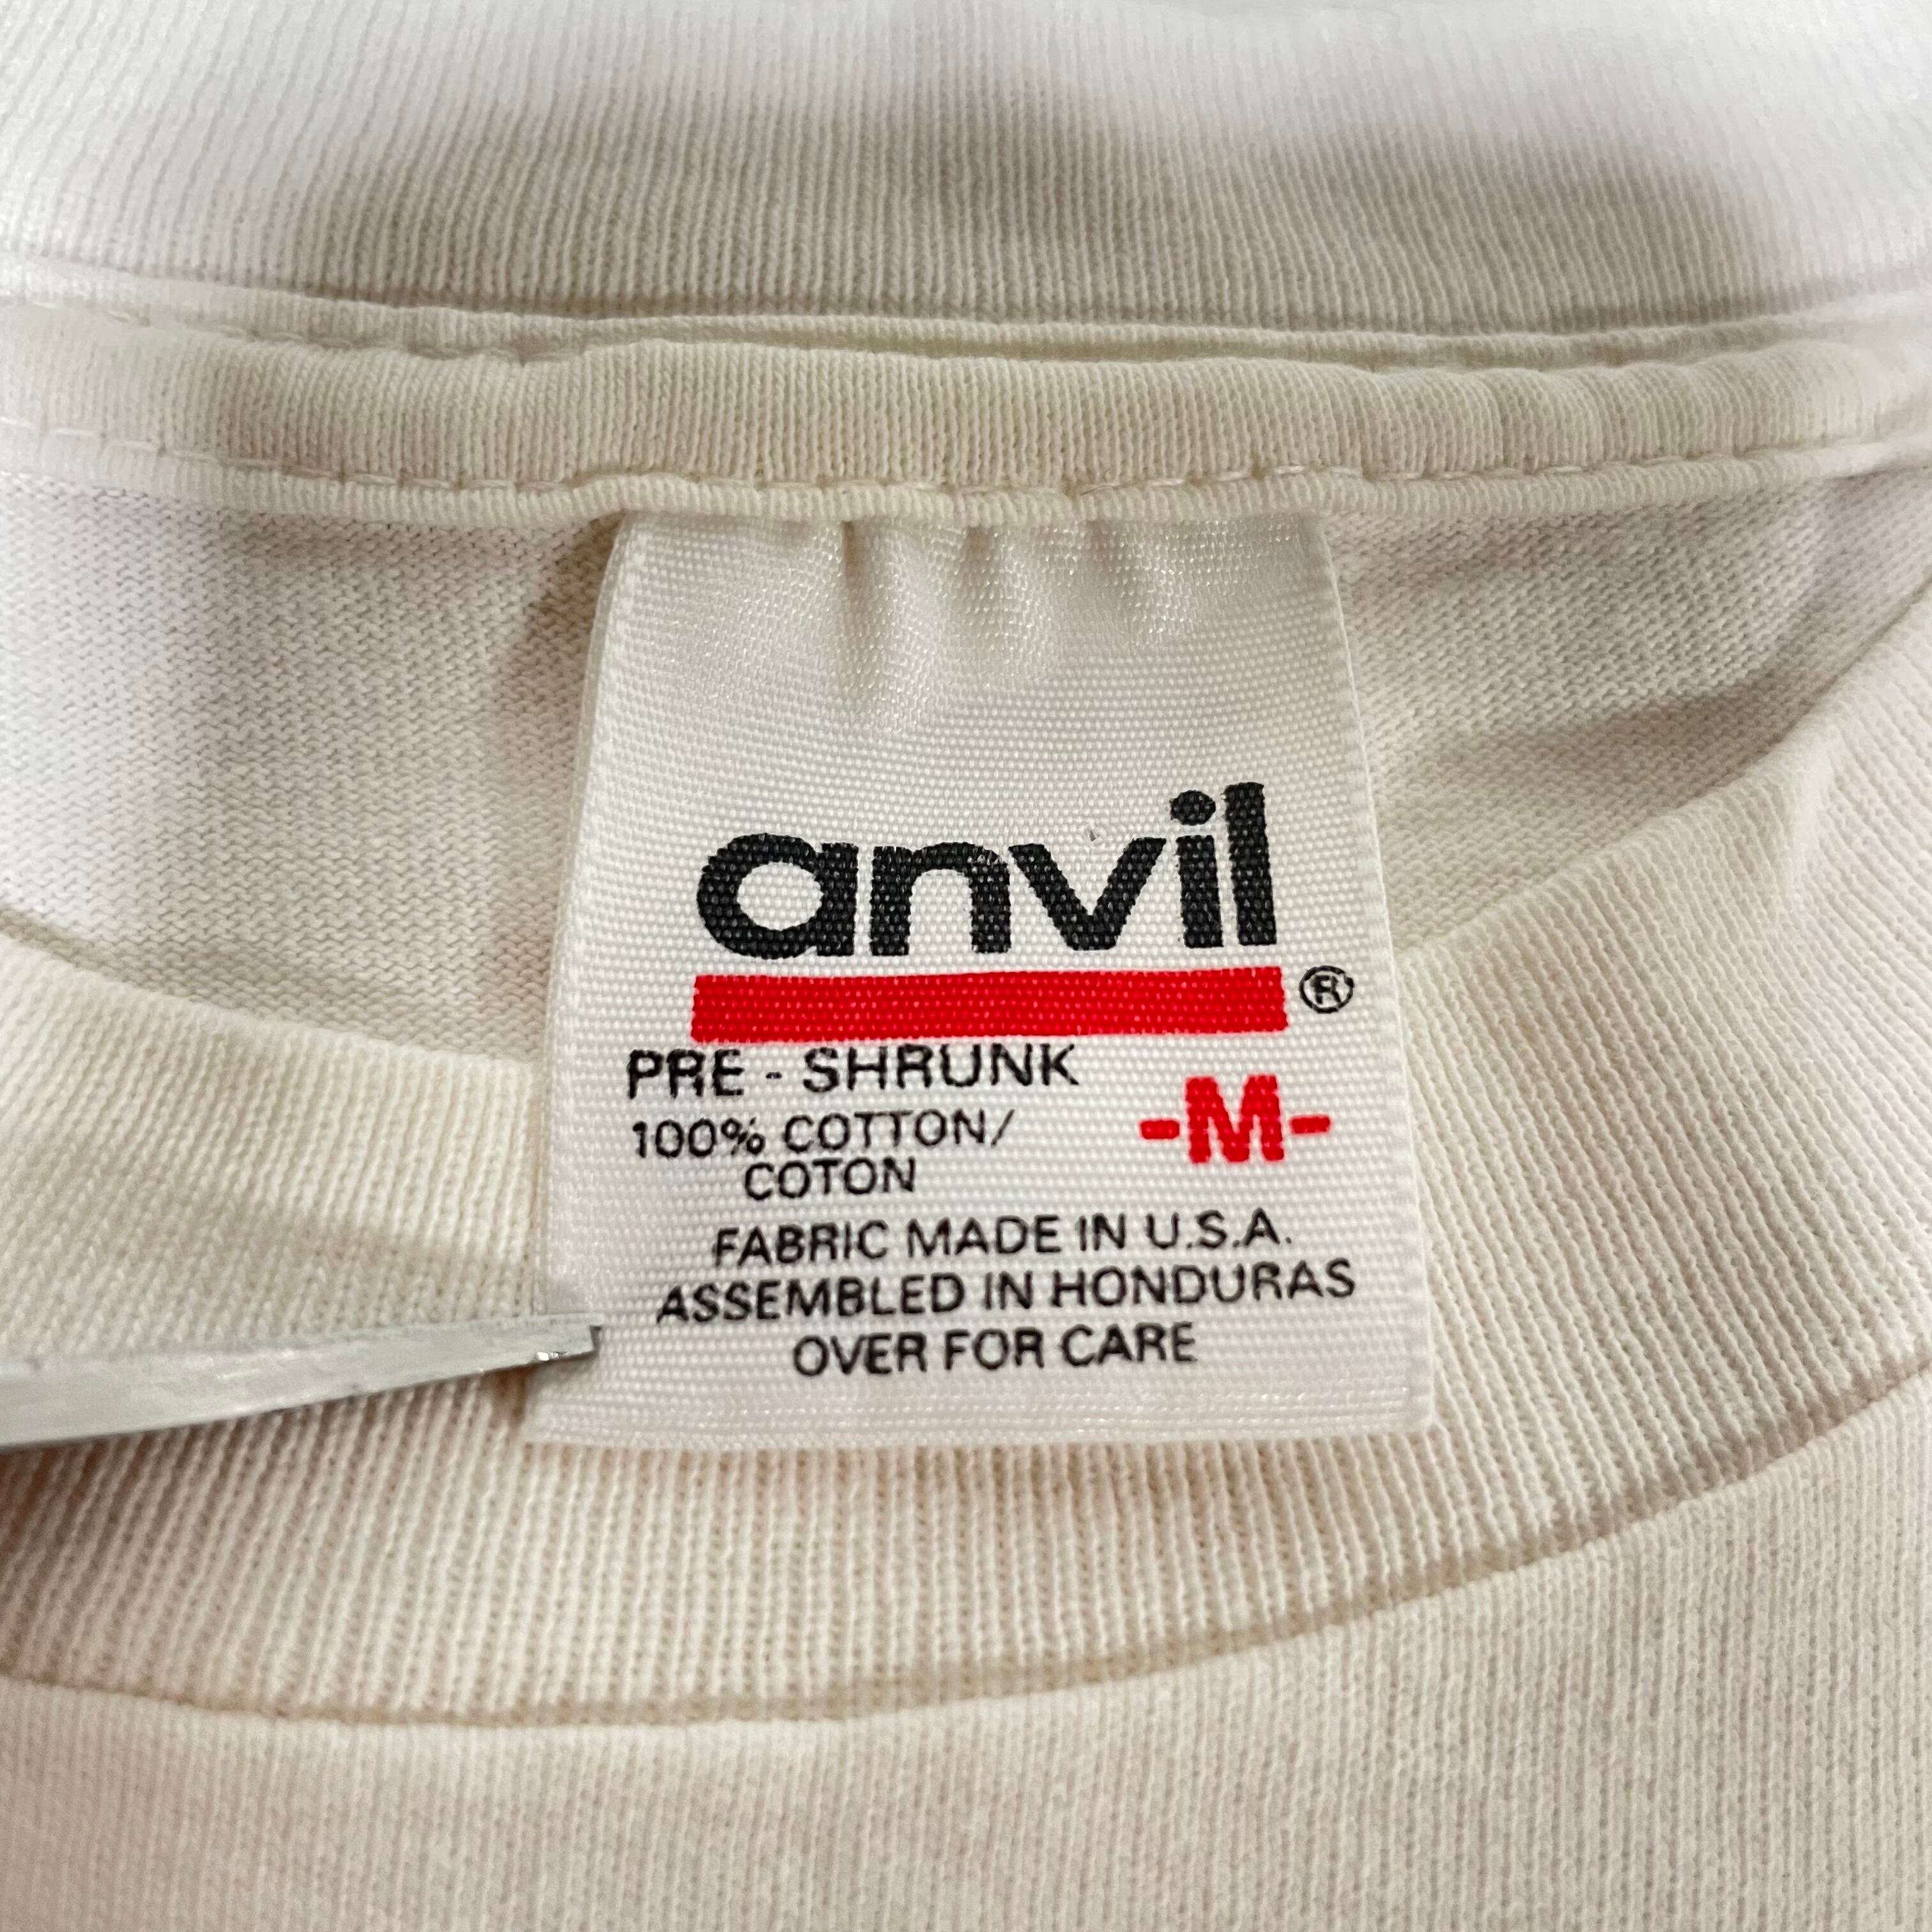 anvil
®
PRE - SHRUNK
100% COTTON/
COTON
-M-
FABRIC MADE IN U.S.A.
ASSEMBLED IN HONDURAS
OVER FOR CARE